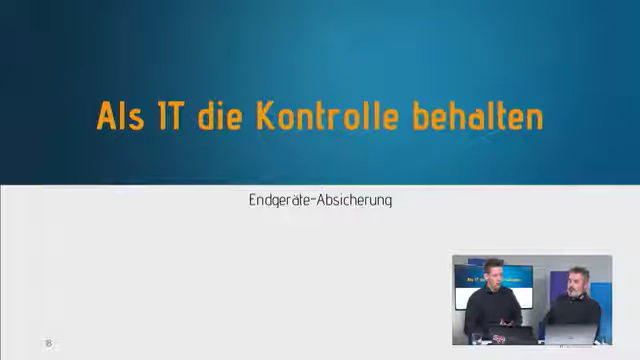 Als IT die Kontrolle behalten
Endgeräte-Absicherung
18